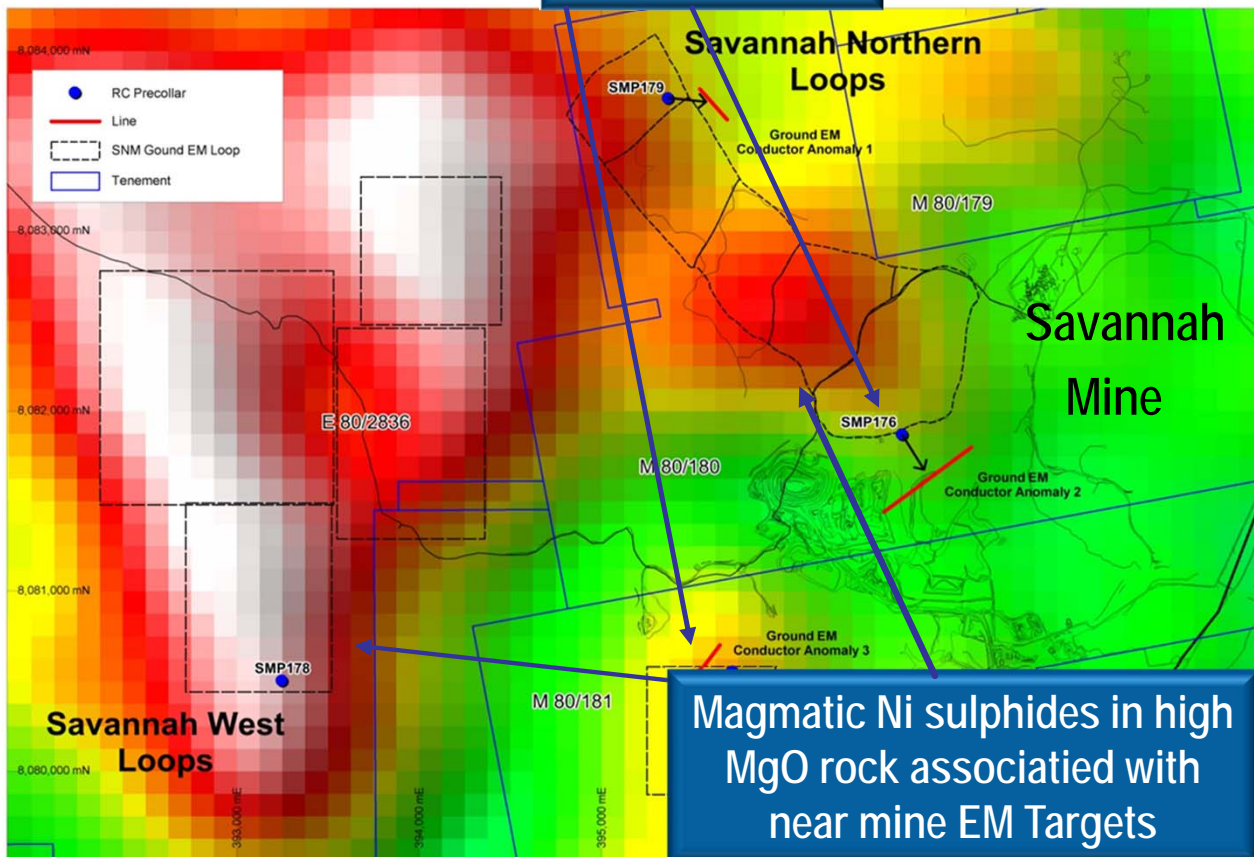 8,084,000 mN
Savannah Northern
Loops
RC Precollar
Line
SNM Gound EM Loop
Tenement
SMP179
Ground EM
Conductor Anomaly 1
M 80/179
8,083,000 mN
Savannah
Mine
8,082,000 mN
E 80/2836
SMP176
M 80/180
Ground EM
Conductor Anomaly 2
8,081,000 mN
Ground EM
Conductor Anomaly 3
SMP178
M 80/181
Savannah West
Loops
8,080,000 mN
393,000 mE
394,000 mE
395,000 mE
Magmatic Ni sulphides in high
MgO rock associatied with
near mine EM Targets